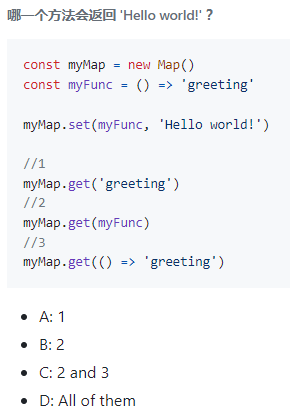 哪一个方法会返回 'Hello world!' ？
const myMap = new Map()
const myFunc = () => 'greeting'
myMap.set(myFunc, 'Hello world!')
//1
myMap.get('greeting')
//2
myMap.get(myFunc)
//3
myMap.get(() => 'greeting')
• A: 1
• B: 2
• C: 2 and 3
• D: All of them